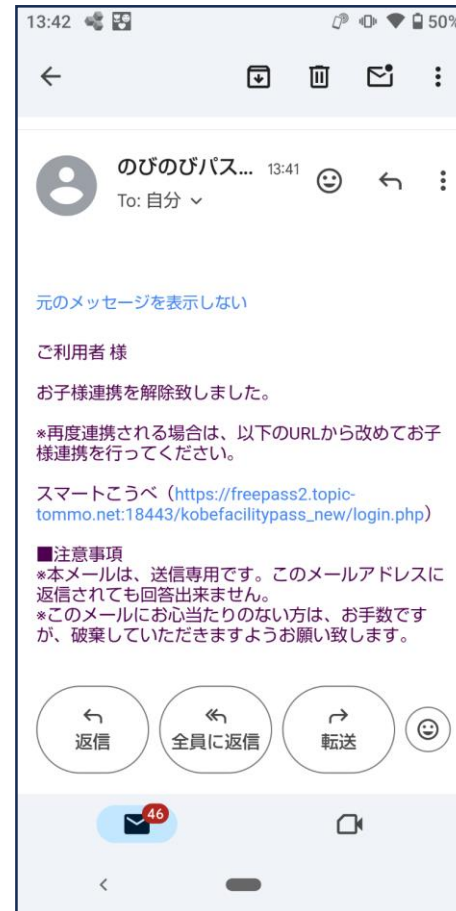 13:42 50%
のびのびパス... 13:41
To: 自分
元のメッセージを表示しない
ご利用者 様
お子様連携を解除致しました。
※再度連携される場合は、以下のURLから改めてお子
様連携を行ってください。
スマートこうべ（https://freepass2.topic-
tommo.net:18443/kobefacilitypass_new/login.php）
■注意事項
※本メールは、送信専用です。このメールアドレスに
返信されても回答出来ません。
※このメールにお心当たりのない方は、お手数です
が、破棄していただきますようお願い致します。
返信 全員に返信 転送
46